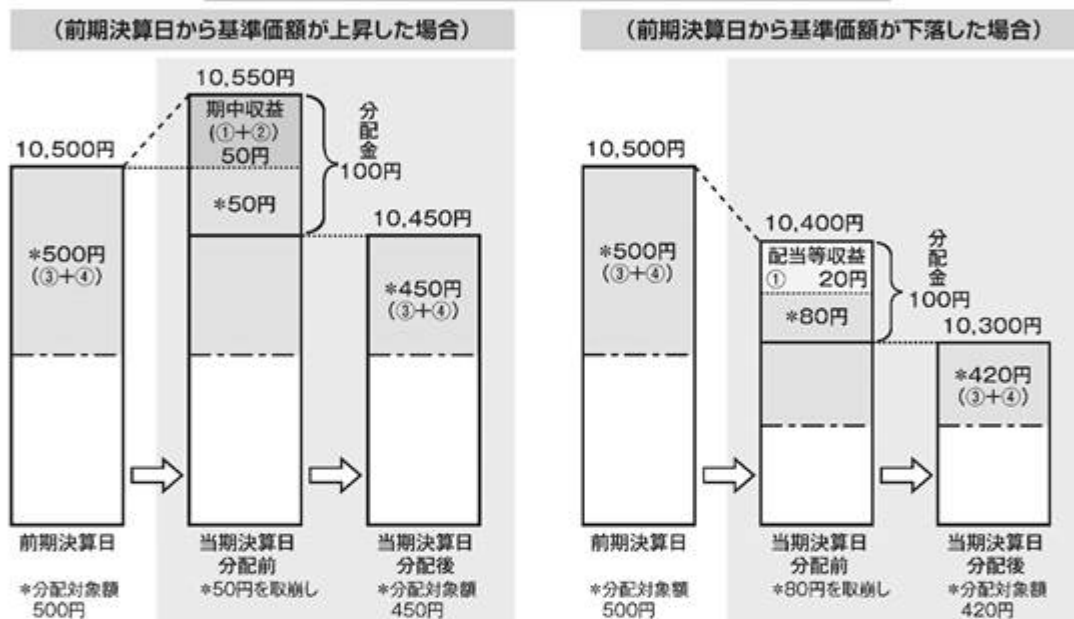 （前期決算日から基準価額が上昇した場合）
10,550円
期中収益
（①＋②）
50円
分配金
100円
10,500円
＊50円
10,450円
＊500円
（③＋④）
＊450円
（③＋④）
前期決算日
当期決算日
分配前
当期決算日
分配後
＊分配対象額
500円
＊50円を取崩し
＊分配対象額
450円
（前期決算日から基準価額が下落した場合）
10,500円
10,400円
配当等収益
① 20円
分配金
100円
＊80円
10,300円
＊500円
（③＋④）
＊420円
（③＋④）
前期決算日
当期決算日
分配前
当期決算日
分配後
＊分配対象額
500円
＊80円を取崩し
＊分配対象額
420円